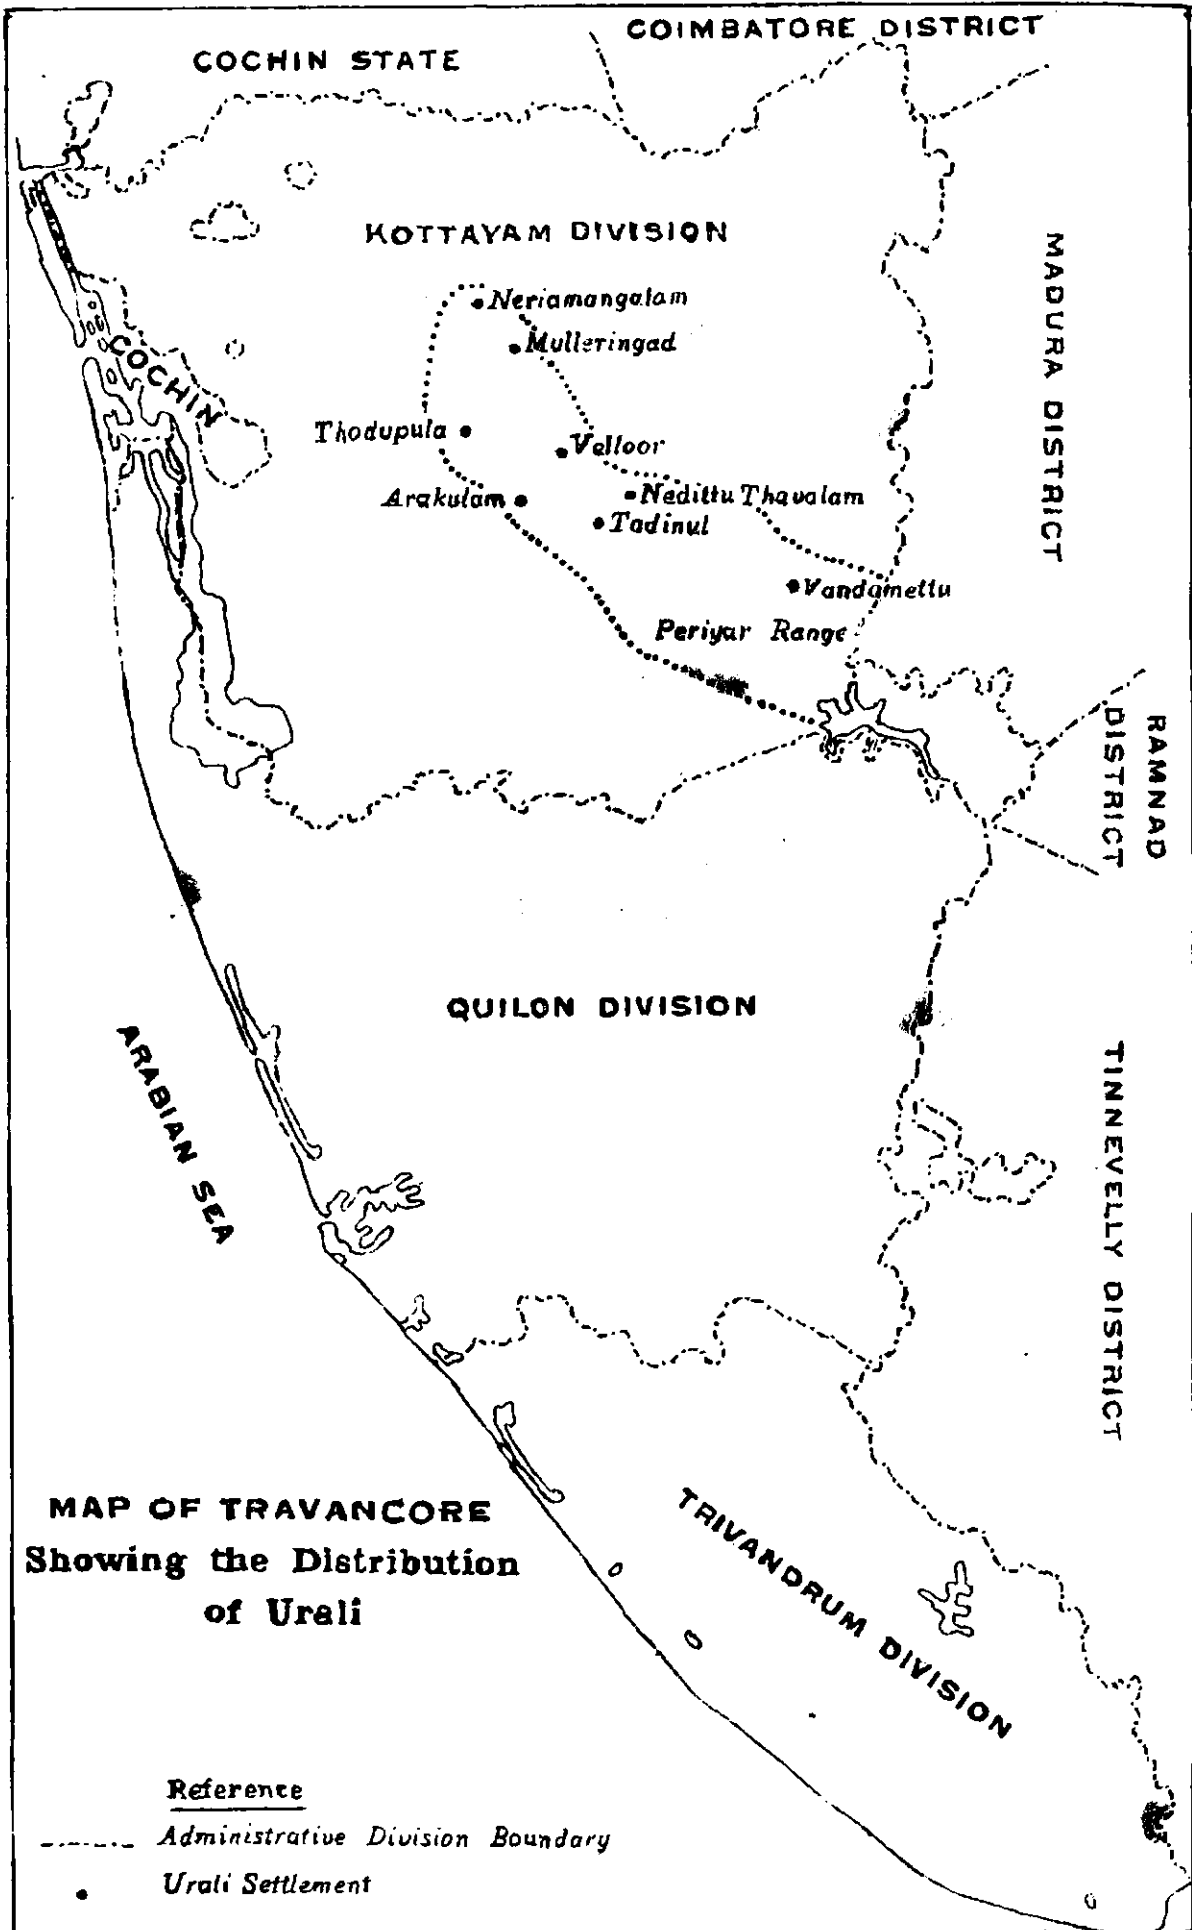 COCHIN STATE
COIMBATORE DISTRICT
KOTTAYAM DIVISION
MADURA DISTRICT
Neriamangalam
Mulleringad
COCHIN
Thodupula
Velloor
Arakulam
Nedittu Thavalam
Tadinul
Vandamettu
Periyar Range
RAMNAD
DISTRICT
QUILON DIVISION
ARABIAN SEA
TINNEVELLY DISTRICT
TRIVANDRUM DIVISION
MAP OF TRAVANCORE
Showing the Distribution
of Urali
Reference
Administrative Division Boundary
Urali Settlement